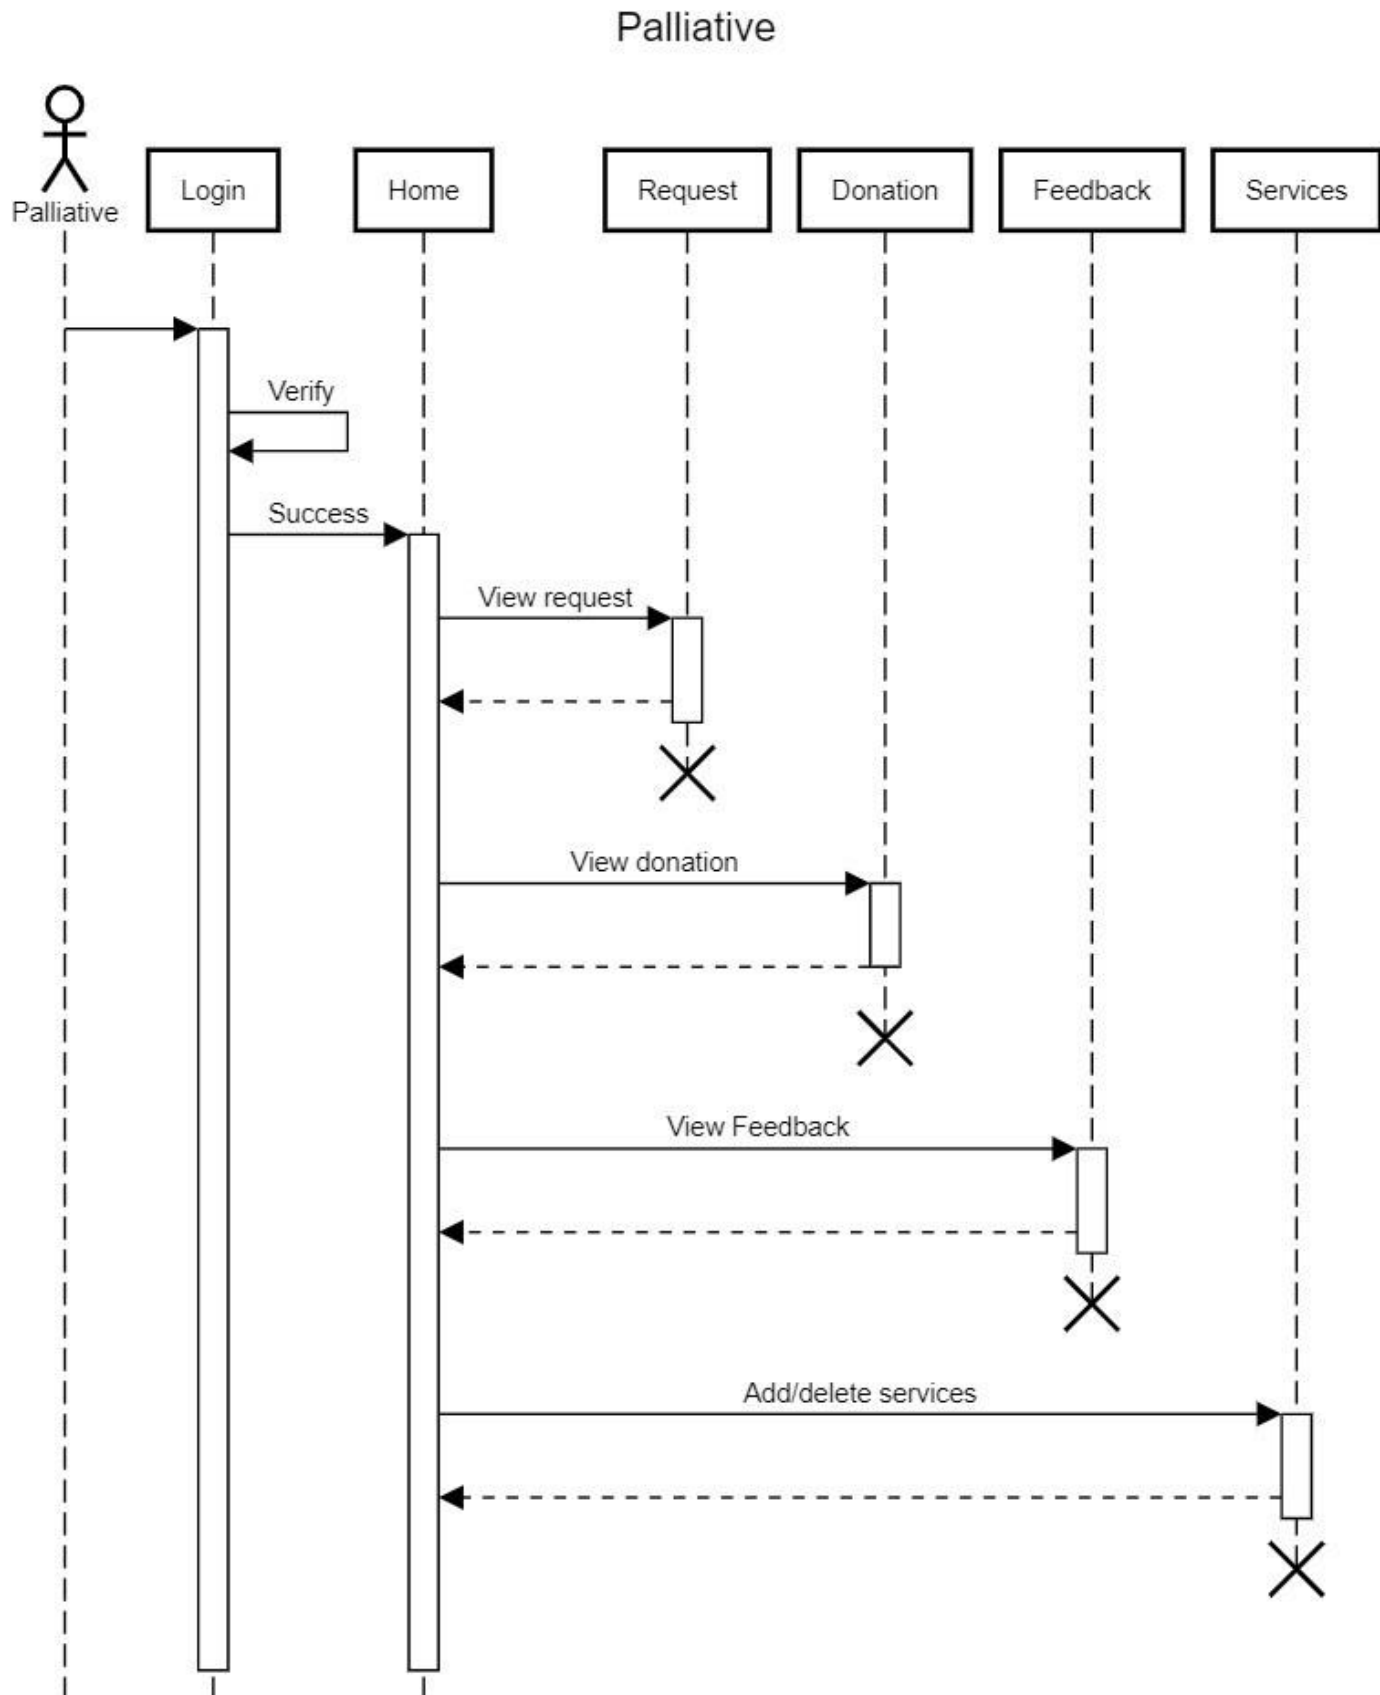 Palliative
Palliative
Login
Home
Request
Donation
Feedback
Services
Verify
Success
View request
View donation
View Feedback
Add/delete services